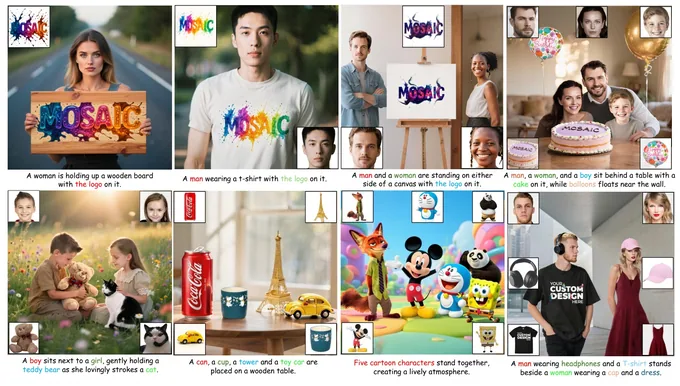 MOSAIC
MOSAIC
A woman is holding up a wooden board
with the logo on it.
MOSAIC
MOSAIC
A man wearing a t-shirt with the logo on it.
MOSAIC
MOSAIC
A man and a woman are standing on either
side of a canvas with the logo on it.
MOSAIC
A man, a woman, and a boy sit behind a table with a
cake on it, while balloons floats near the wall.
A boy sits next to a girl, gently holding a
teddy bear as she lovingly strokes a cat.
Coca-Cola
Coca-Cola
A can, a cup, a tower and a toy car are
placed on a wooden table.
Five cartoon characters stand together,
creating a lively atmosphere.
YOUR
CUSTOM
DESIGN
HERE
CUSTOM
DESIGN
A man wearing headphones and a T-shirt stands
beside a woman wearing a cap and a dress.